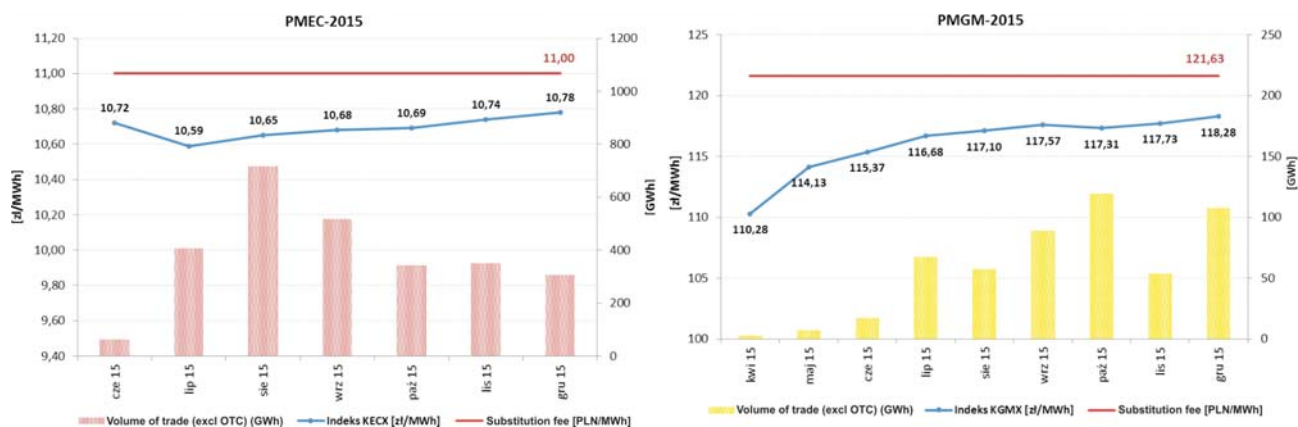 PMEC-2015
11,20
11,00
10,80
10,60
10,40
10,20
10,00
9,80
9,60
9,40
[zł/MWh]
1200
1000
800
600
400
200
0
[GWh]
11,00
10,72
10,59
10,65
10,68
10,69
10,74
10,78
cze 15
lip 15
sie 15
wrz 15
paź 15
lis 15
gru 15
Volume of trade (excl OTC) (GWh) Indeks KECX [zł/MWh] Substitution fee [PLN/MWh]
PMGM-2015
125
120
115
110
105
100
[zł/MWh]
250
200
150
100
50
0
[GWh]
121,63
110,28
114,13
115,37
116,68
117,10
117,57
117,31
117,73
118,28
kwi 15
maj 15
cze 15
lip 15
sie 15
wrz 15
paź 15
lis 15
gru 15
Volume of trade (excl OTC) (GWh) Indeks KGMX [zł/MWh] Substitution fee [PLN/MWh]